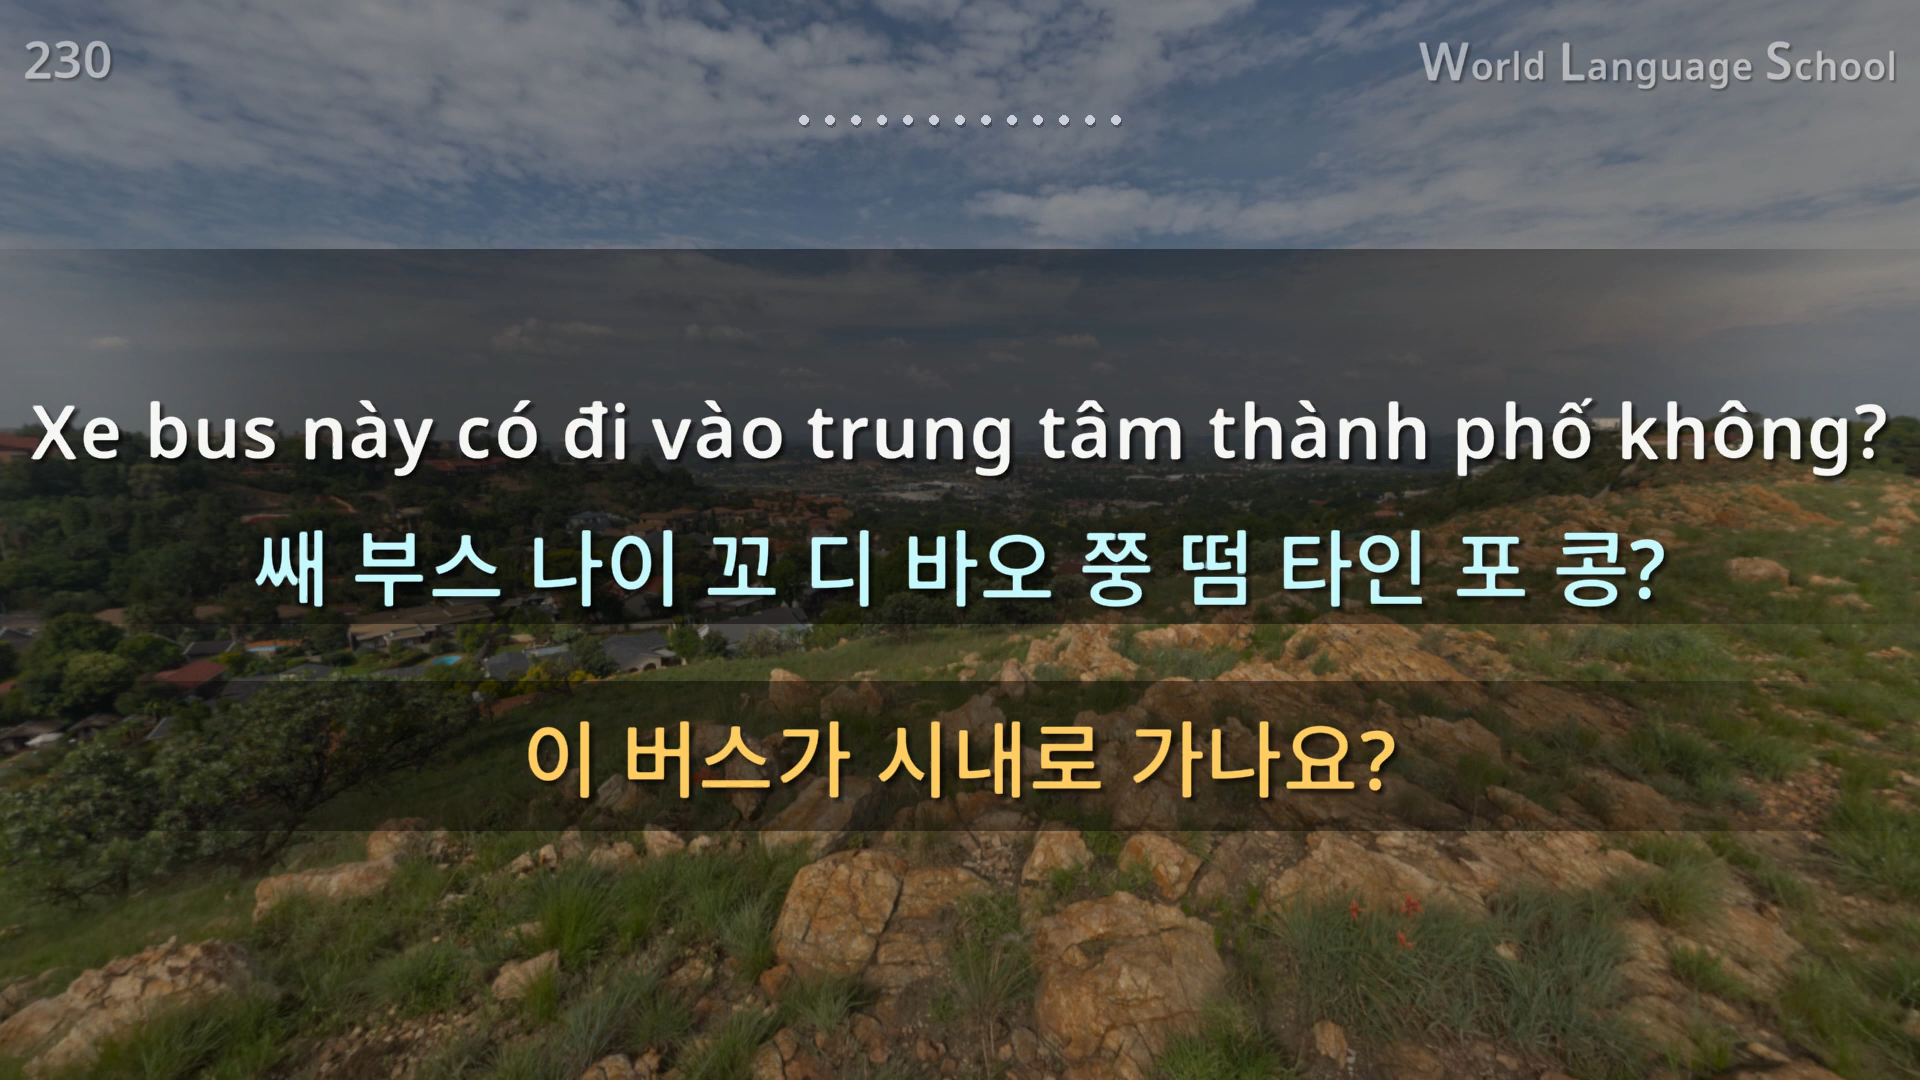 230
World Language School
Xe bus này có đi vào trung tâm thành phố không?
쌔 부스 나이 꼬 디 바오 쭝 떰 타인 포 콩?
이 버스가 시내로 가나요?